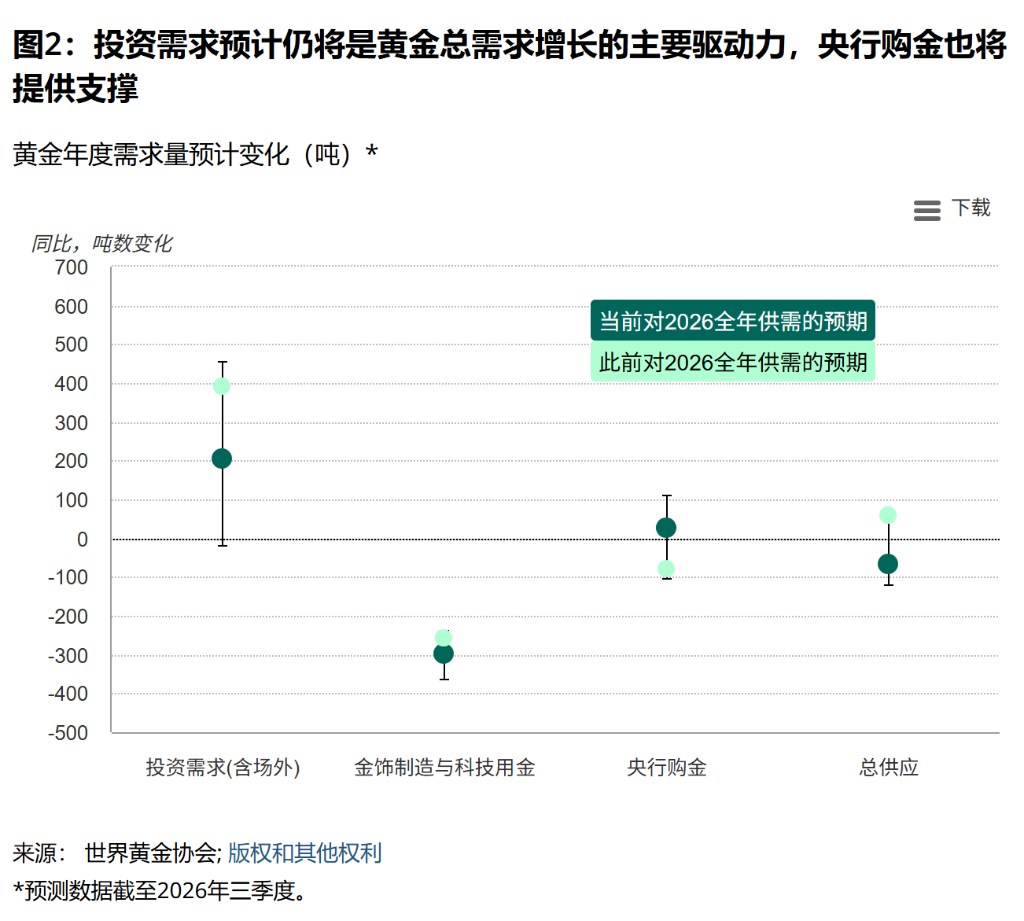 图2：投资需求预计仍将是黄金总需求增长的主要驱动力，央行购金也将
提供支撑
黄金年度需求量预计变化（吨）*
下载
同比，吨数变化
700
600
500
400
300
200
100
0
-100
-200
-300
-400
-500
当前对2026全年供需的预期
此前对2026全年供需的预期
投资需求(含场外)
金饰制造与科技用金
央行购金
总供应
来源： 世界黄金协会; 版权和其他权利
*预测数据截至2026年三季度。